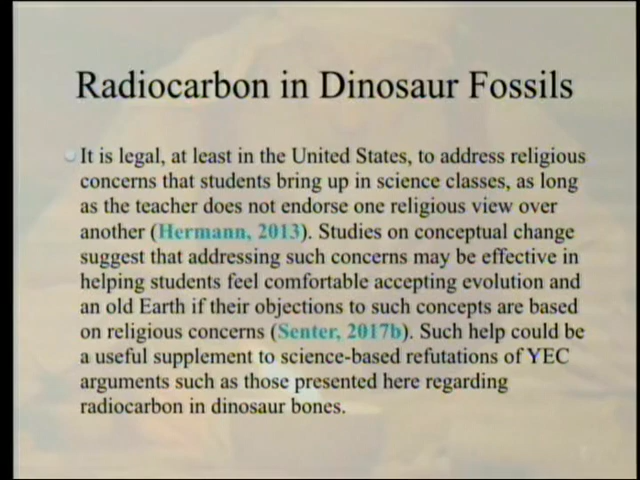 Radiocarbon in Dinosaur Fossils
It is legal, at least in the United States, to address religious
concerns that students bring up in science classes, as long
as the teacher does not endorse one religious view over
another (Hermann, 2013). Studies on conceptual change
suggest that addressing such concerns may be effective in
helping students feel comfortable accepting evolution and
an old Earth if their objections to such concepts are based
on religious concerns (Senter, 2017b). Such help could be
a useful supplement to science-based refutations of YEC
arguments such as those presented here regarding
radiocarbon in dinosaur bones.